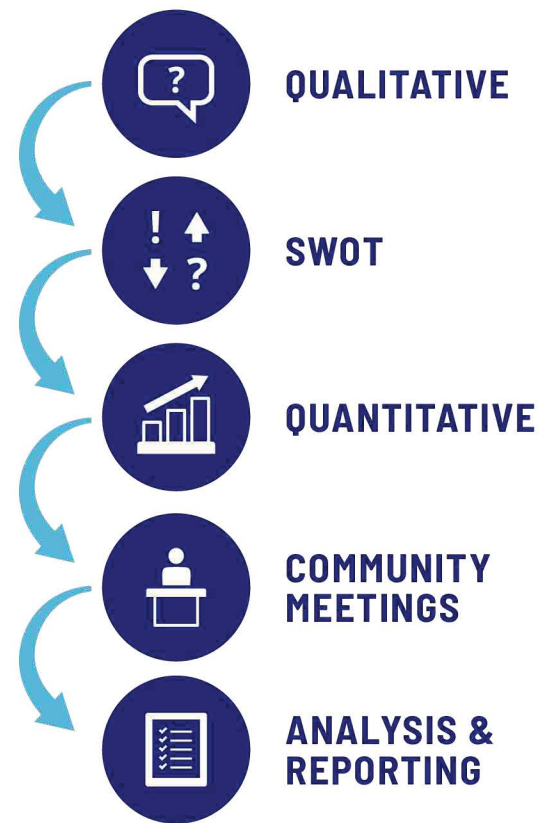 ?
QUALITATIVE
! ?
SWOT
QUANTITATIVE
COMMUNITY
MEETINGS
ANALYSIS &
REPORTING